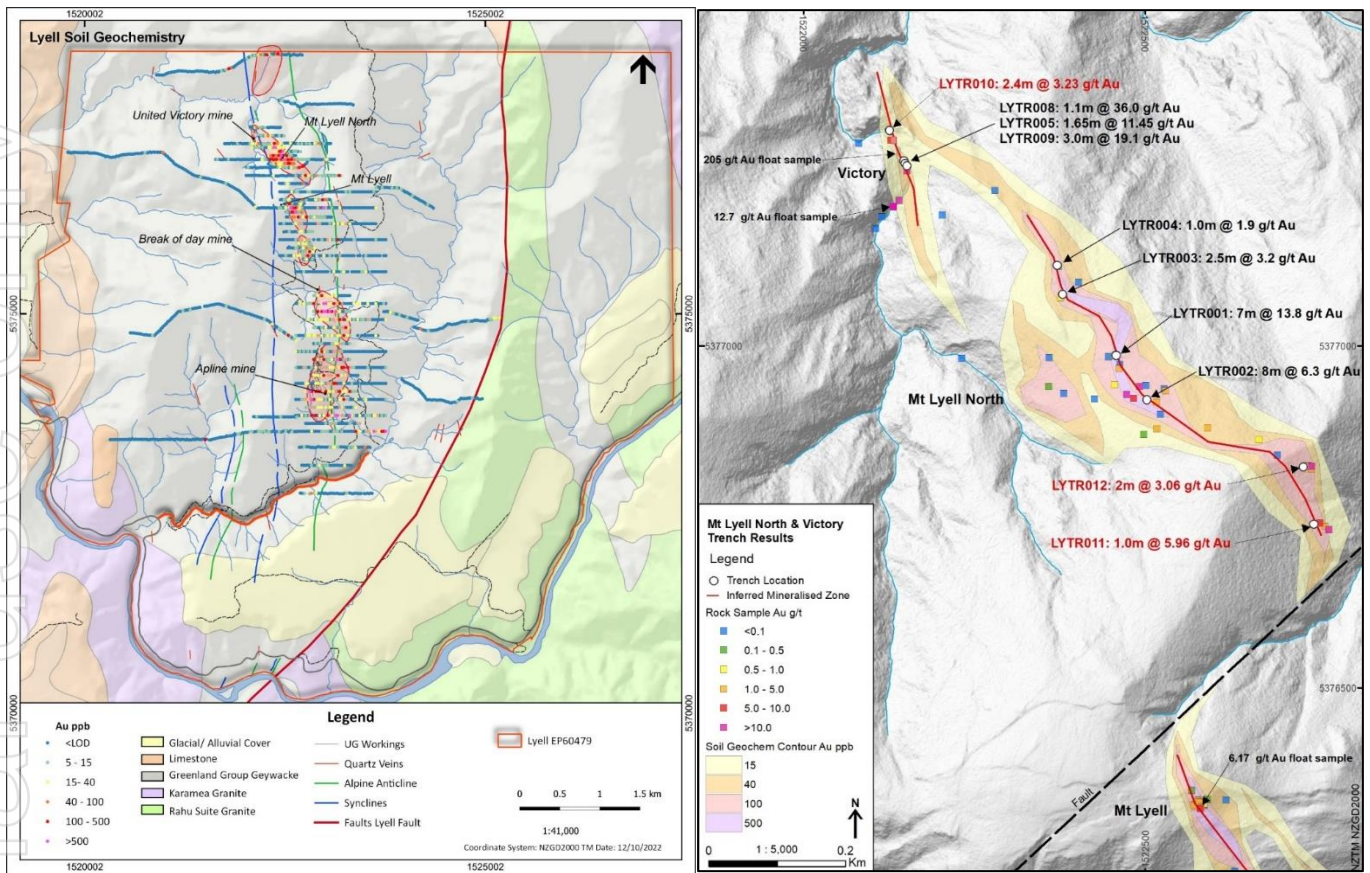 1520002
1525002
Lyell Soil Geochemistry
United Victory mine
Mt Lyell North
Mt Lyell
Break of day mine
Apline mine
5375000
5375000
5370000
5370000
Au ppb
<LOD
5 - 15
15- 40
40 - 100
100 - 500
>500
Glacial/ Alluvial Cover
Limestone
Greenland Group Geywacke
Karamea Granite
Rahu Suite Granite
Legend
UG Workings
Quartz Veins
Alpine Anticline
Synclines
Faults Lyell Fault
Lyell EP60479
0 0.5 1 1.5 km
1:41,000
Coordinate System: NZGD2000 TM Date: 12/10/2022
1520002
1525002
1522000
1522500
LYTR010: 2.4m @ 3.23 g/t Au
LYTR008: 1.1m @ 36.0 g/t Au
LYTR005: 1.65m @ 11.45 g/t Au
LYTR009: 3.0m @ 19.1 g/t Au
205 g/t Au float sample
Victory
12.7 g/t Au float sample
LYTR004: 1.0m @ 1.9 g/t Au
LYTR003: 2.5m @ 3.2 g/t Au
LYTR001: 7m @ 13.8 g/t Au
5377000
5377000
LYTR002: 8m @ 6.3 g/t Au
Mt Lyell North
LYTR012: 2m @ 3.06 g/t Au
LYTR011: 1.0m @ 5.96 g/t Au
Mt Lyell North & Victory
Trench Results
Legend
Trench Location
Inferred Mineralised Zone
Rock Sample Au g/t
<0.1
0.1 - 0.5
0.5 - 1.0
1.0 - 5.0
5.0 - 10.0
>10.0
Soil Geochem Contour Au ppb
15
40
100
500
N
1 : 5,000
0 0.2
Km
5376500
6.17 g/t Au float sample
Fault
Mt Lyell
1522500
NZTM NZGD2000